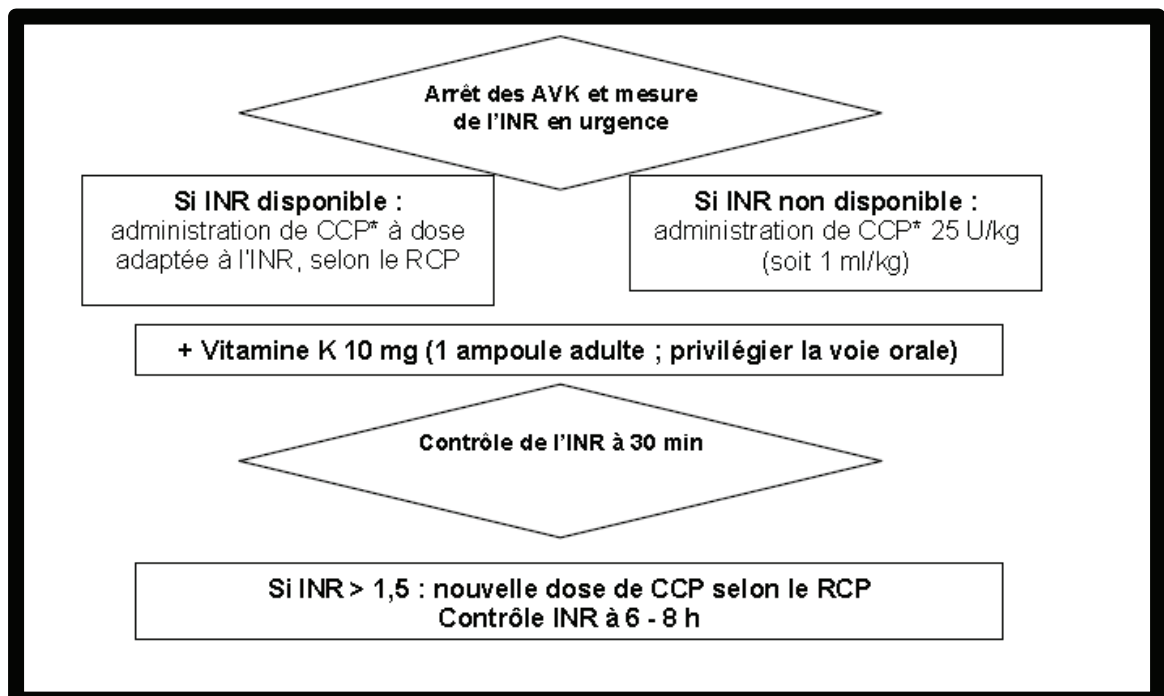 Arrêt des AVK et mesure
de l'INR en urgence
Si INR disponible :
administration de CCP* à dose
adaptée à l'INR, selon le RCP
Si INR non disponible :
administration de CCP* 25 U/kg
(soit 1 ml/kg)
+ Vitamine K 10 mg (1 ampoule adulte ; privilégier la voie orale)
Contrôle de l'INR à 30 min
Si INR > 1,5 : nouvelle dose de CCP selon le RCP
Contrôle INR à 6 - 8 h